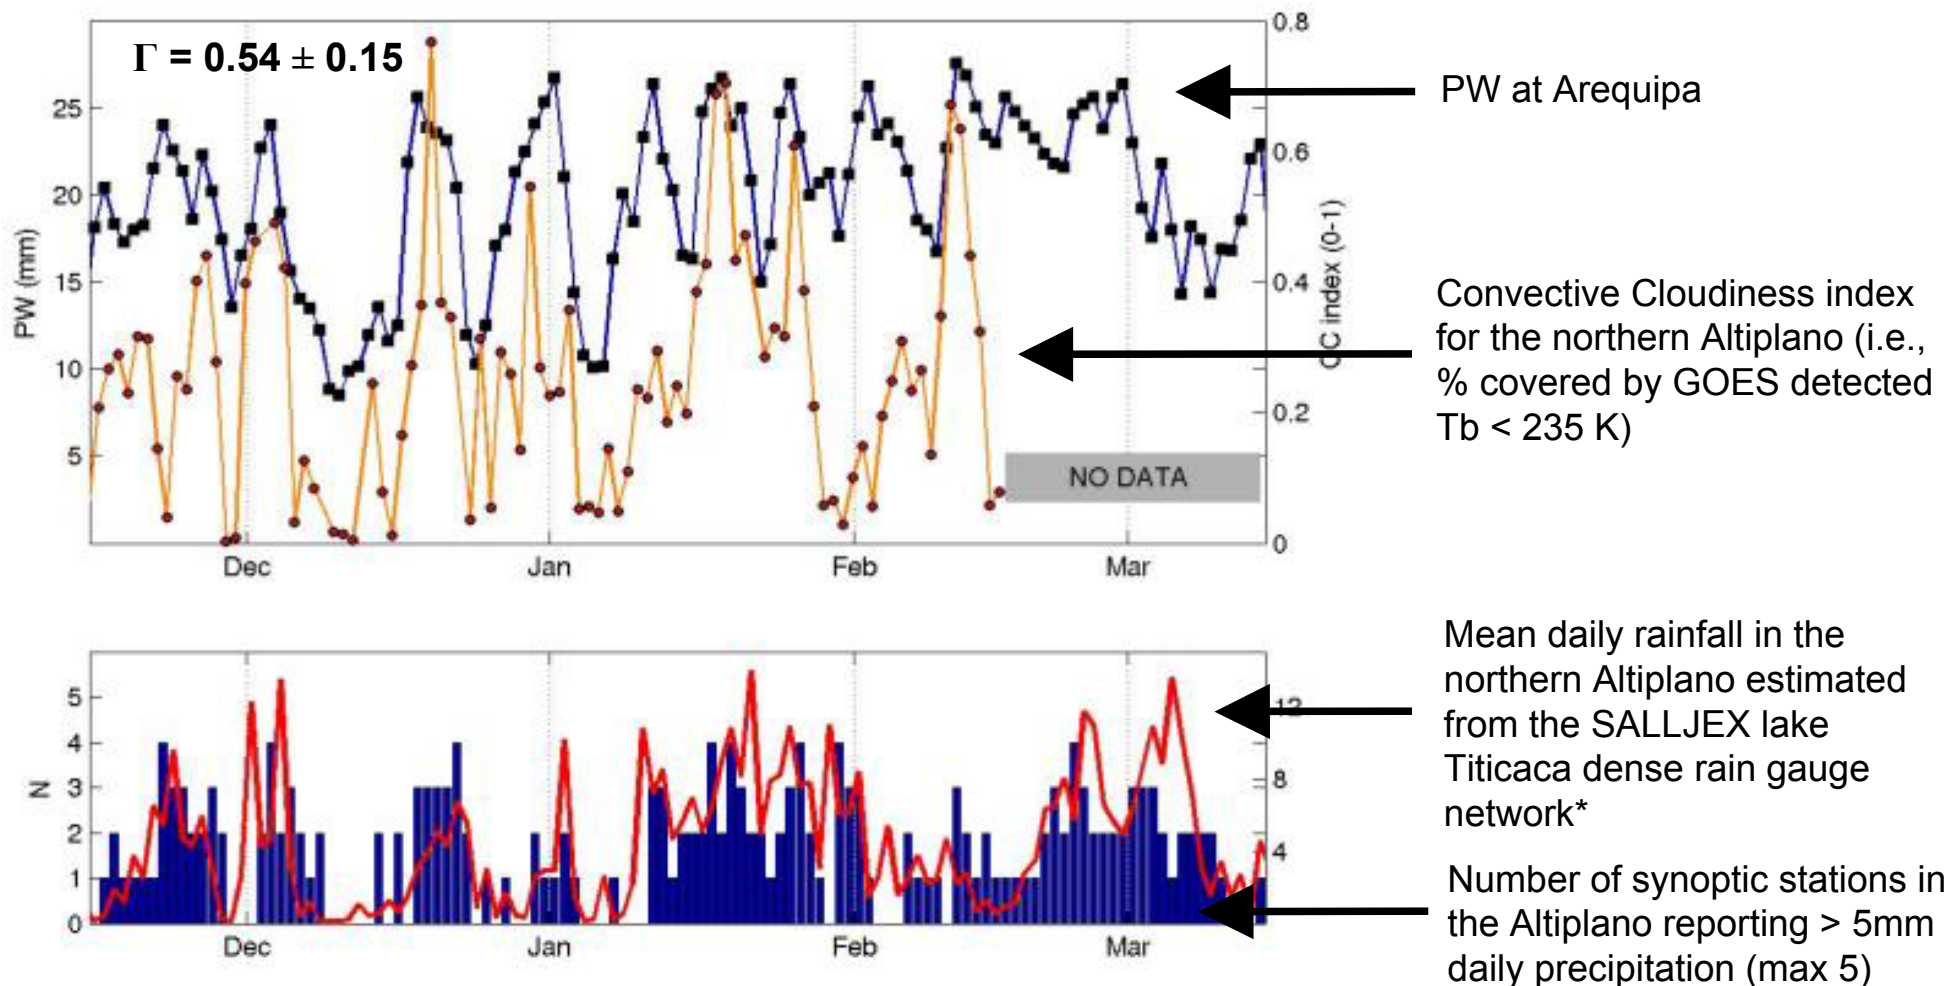 Γ = 0.54 ± 0.15
PW (mm)
25
20
15
10
5
0.8
0.6
0.4
0.2
0
CC index (0-1)
NO DATA
Dec
Jan
Feb
Mar
PW at Arequipa
Convective Cloudiness index
for the northern Altiplano (i.e.,
% covered by GOES detected
Tb < 235 K)
N
5
4
3
2
1
0
12
8
4
Dec
Jan
Feb
Mar
Mean daily rainfall in the
northern Altiplano estimated
from the SALLJEX lake
Titicaca dense rain gauge
network*
Number of synoptic stations in
the Altiplano reporting > 5mm
daily precipitation (max 5)